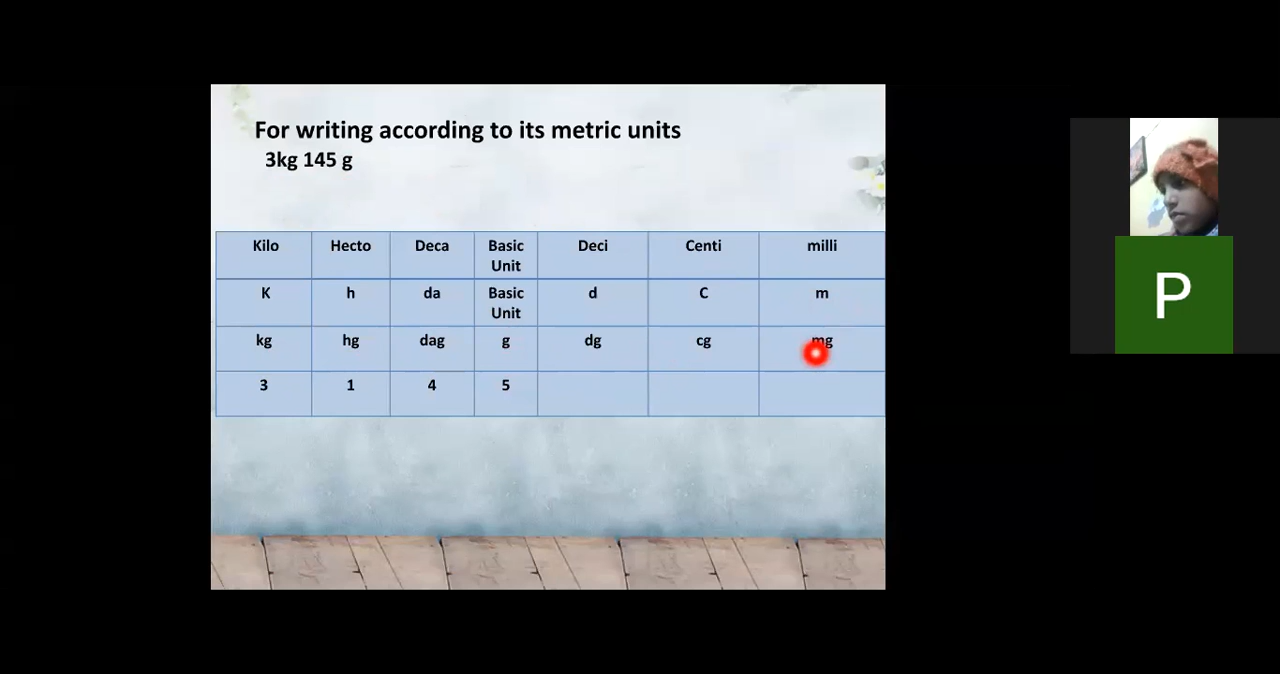 For writing according to its metric units
3kg 145 g
Kilo Hecto Deca Basic Unit Deci Centi milli
K h da Basic Unit d C m
kg hg dag g dg cg mg
3 1 4 5
P